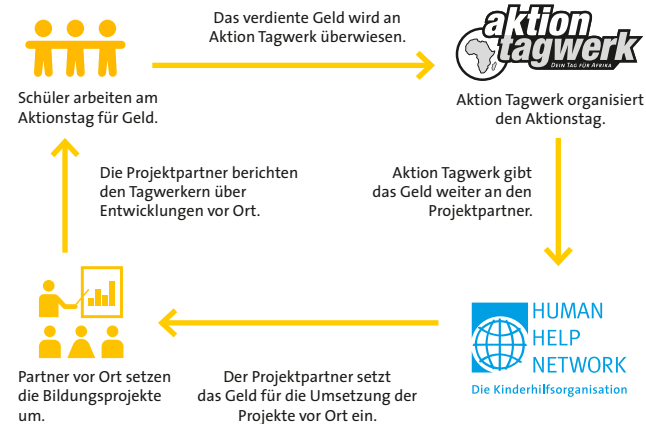 Das verdiente Geld wird an
Aktion Tagwerk überwiesen.
aktion
tagwerk
DEIN TAG FÜR AFRIKA
Schüler arbeiten am
Aktionstag für Geld.
Aktion Tagwerk organisiert
den Aktionstag.
Die Projektpartner berichten
den Tagwerkern über
Entwicklungen vor Ort.
Aktion Tagwerk gibt
das Geld weiter an den
Projektpartner.
HUMAN
HELP
NETWORK
Die Kinderhilfsorganisation
Partner vor Ort setzen
die Bildungsprojekte
um.
Der Projektpartner setzt
das Geld für die Umsetzung der
Projekte vor Ort ein.